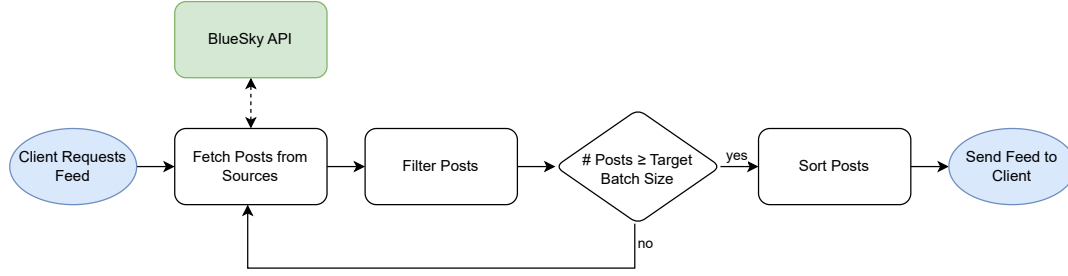 BlueSky API
Client Requests
Feed
Fetch Posts from
Sources
Filter Posts
# Posts ≥ Target
Batch Size
yes
Sort Posts
Send Feed to
Client
no